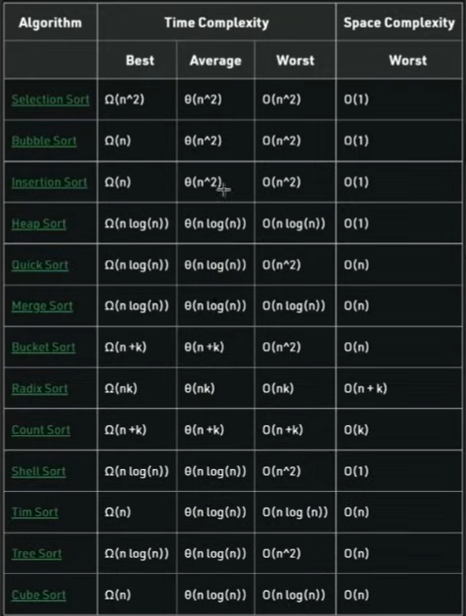 Algorithm Time Complexity Space Complexity
Best Average Worst Worst
Selection Sort Ω(n^2) θ(n^2) O(n^2) O(1)
Bubble Sort Ω(n) θ(n^2) O(n^2) O(1)
Insertion Sort Ω(n) θ(n^2) O(n^2) O(1)
Heap Sort Ω(n log(n)) θ(n log(n)) O(n log(n)) O(1)
Quick Sort Ω(n log(n)) θ(n log(n)) O(n^2) O(n)
Merge Sort Ω(n log(n)) θ(n log(n)) O(n log(n)) O(n)
Bucket Sort Ω(n +k) θ(n +k) O(n^2) O(n)
Radix Sort Ω(nk) θ(nk) O(nk) O(n + k)
Count Sort Ω(n +k) θ(n +k) O(n +k) O(k)
Shell Sort Ω(n log(n)) θ(n log(n)) O(n^2) O(1)
Tim Sort Ω(n) θ(n log(n)) O(n log (n)) O(n)
Tree Sort Ω(n log(n)) θ(n log(n)) O(n^2) O(n)
Cube Sort Ω(n) θ(n log(n)) O(n log(n)) O(n)